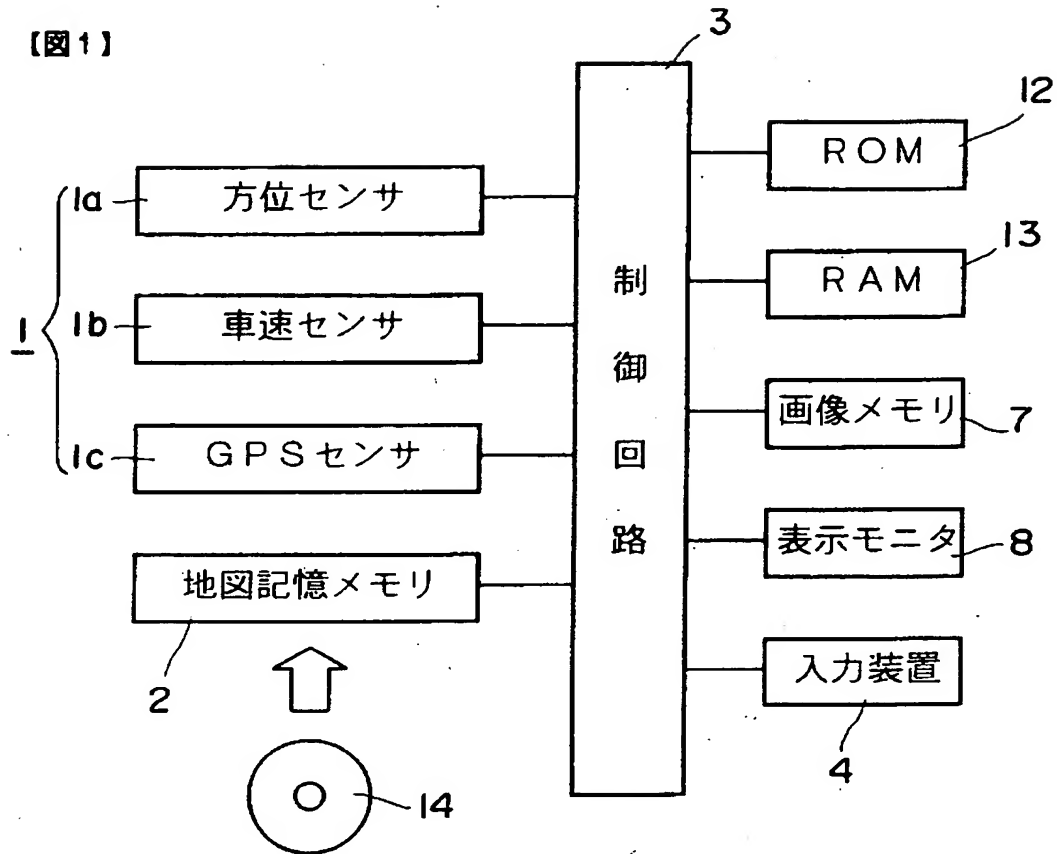 【図1】
3
12
ROM
1a
方位センサ
13
RAM
1
1b
車速センサ
制御回路
画像メモリ
7
1c
GPSセンサ
表示モニタ
8
地図記憶メモリ
2
入力装置
4
14